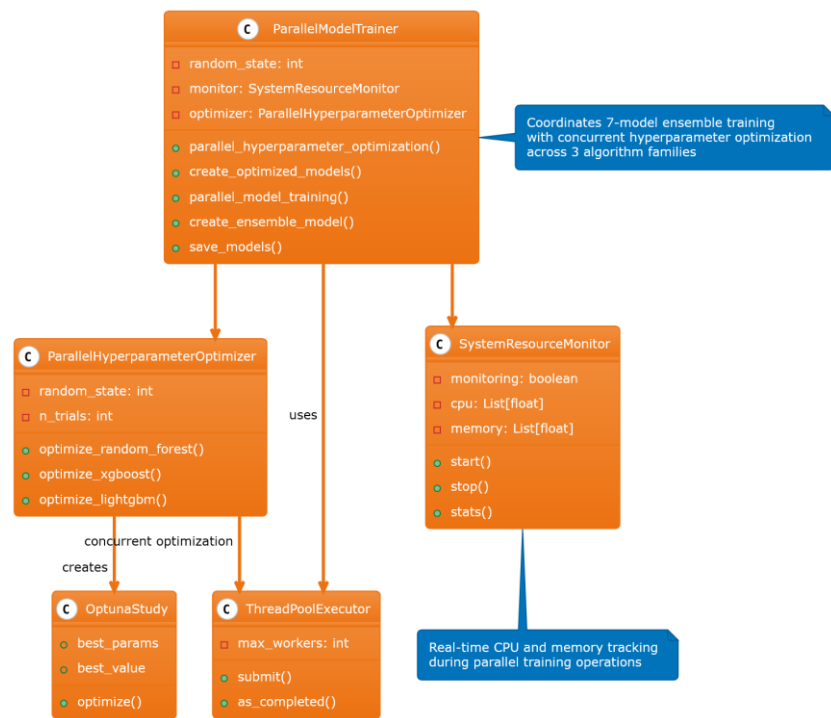 C ParallelModelTrainer
random_state: int
monitor: SystemResourceMonitor
optimizer: ParallelHyperparameterOptimizer
parallel_hyperparameter_optimization()
create_optimized_models()
parallel_model_training()
create_ensemble_model()
save_models()
Coordinates 7-model ensemble training
with concurrent hyperparameter optimization
across 3 algorithm families
C ParallelHyperparameterOptimizer
random_state: int
n_trials: int
optimize_random_forest()
optimize_xgboost()
optimize_lightgbm()
uses
C SystemResourceMonitor
monitoring: boolean
cpu: List[float]
memory: List[float]
start()
stop()
stats()
concurrent optimization
creates
C OptunaStudy
best_params
best_value
optimize()
C ThreadPoolExecutor
max_workers: int
submit()
as_completed()
Real-time CPU and memory tracking
during parallel training operations